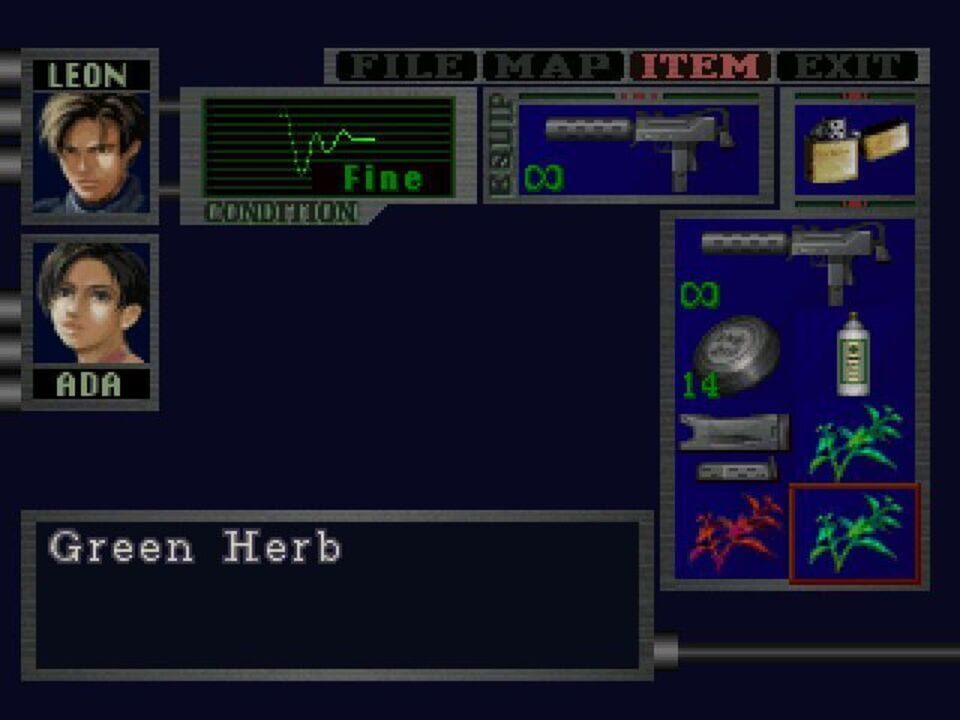 LEON
FILE MAP ITEM EXIT
EQUIP
Fine
∞
CONDITION
∞
ADA
14
Green Herb